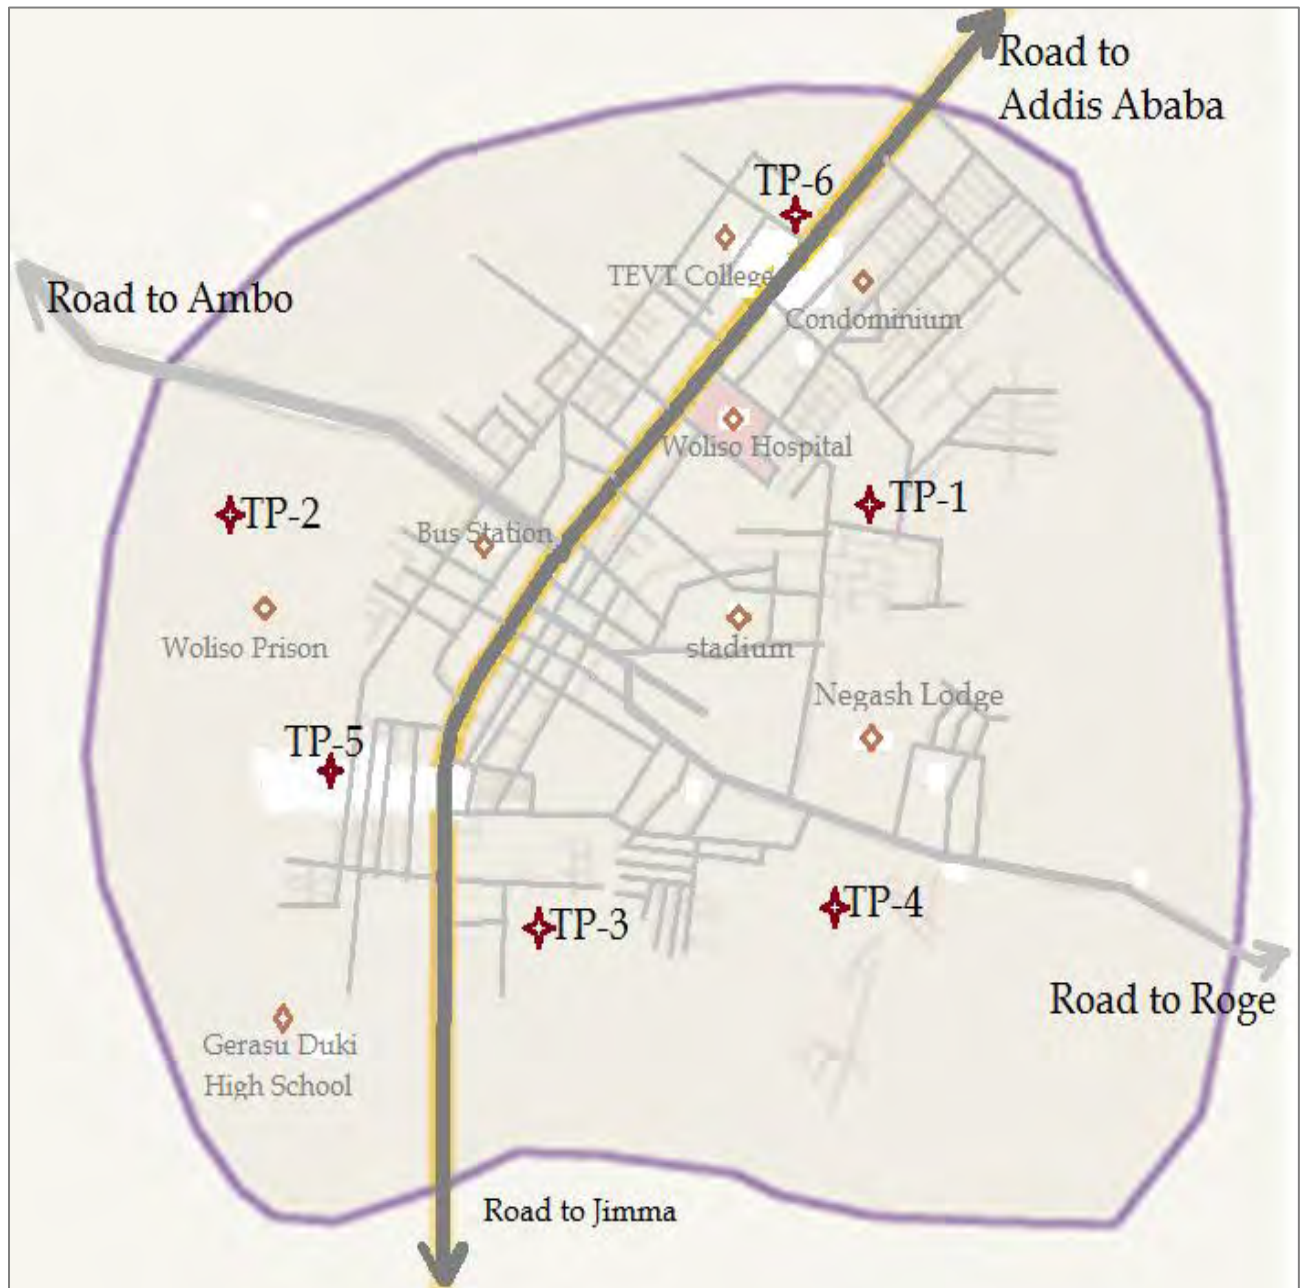 Road to
Addis Ababa
TP-6
TEVT College
Road to Ambo
Condominium
Woliso Hospital
TP-1
TP-2
Bus Station
Woliso Prison
stadium
Negash Lodge
TP-5
TP-4
TP-3
Road to Roge
Gerasu Duki
High School
Road to Jimma